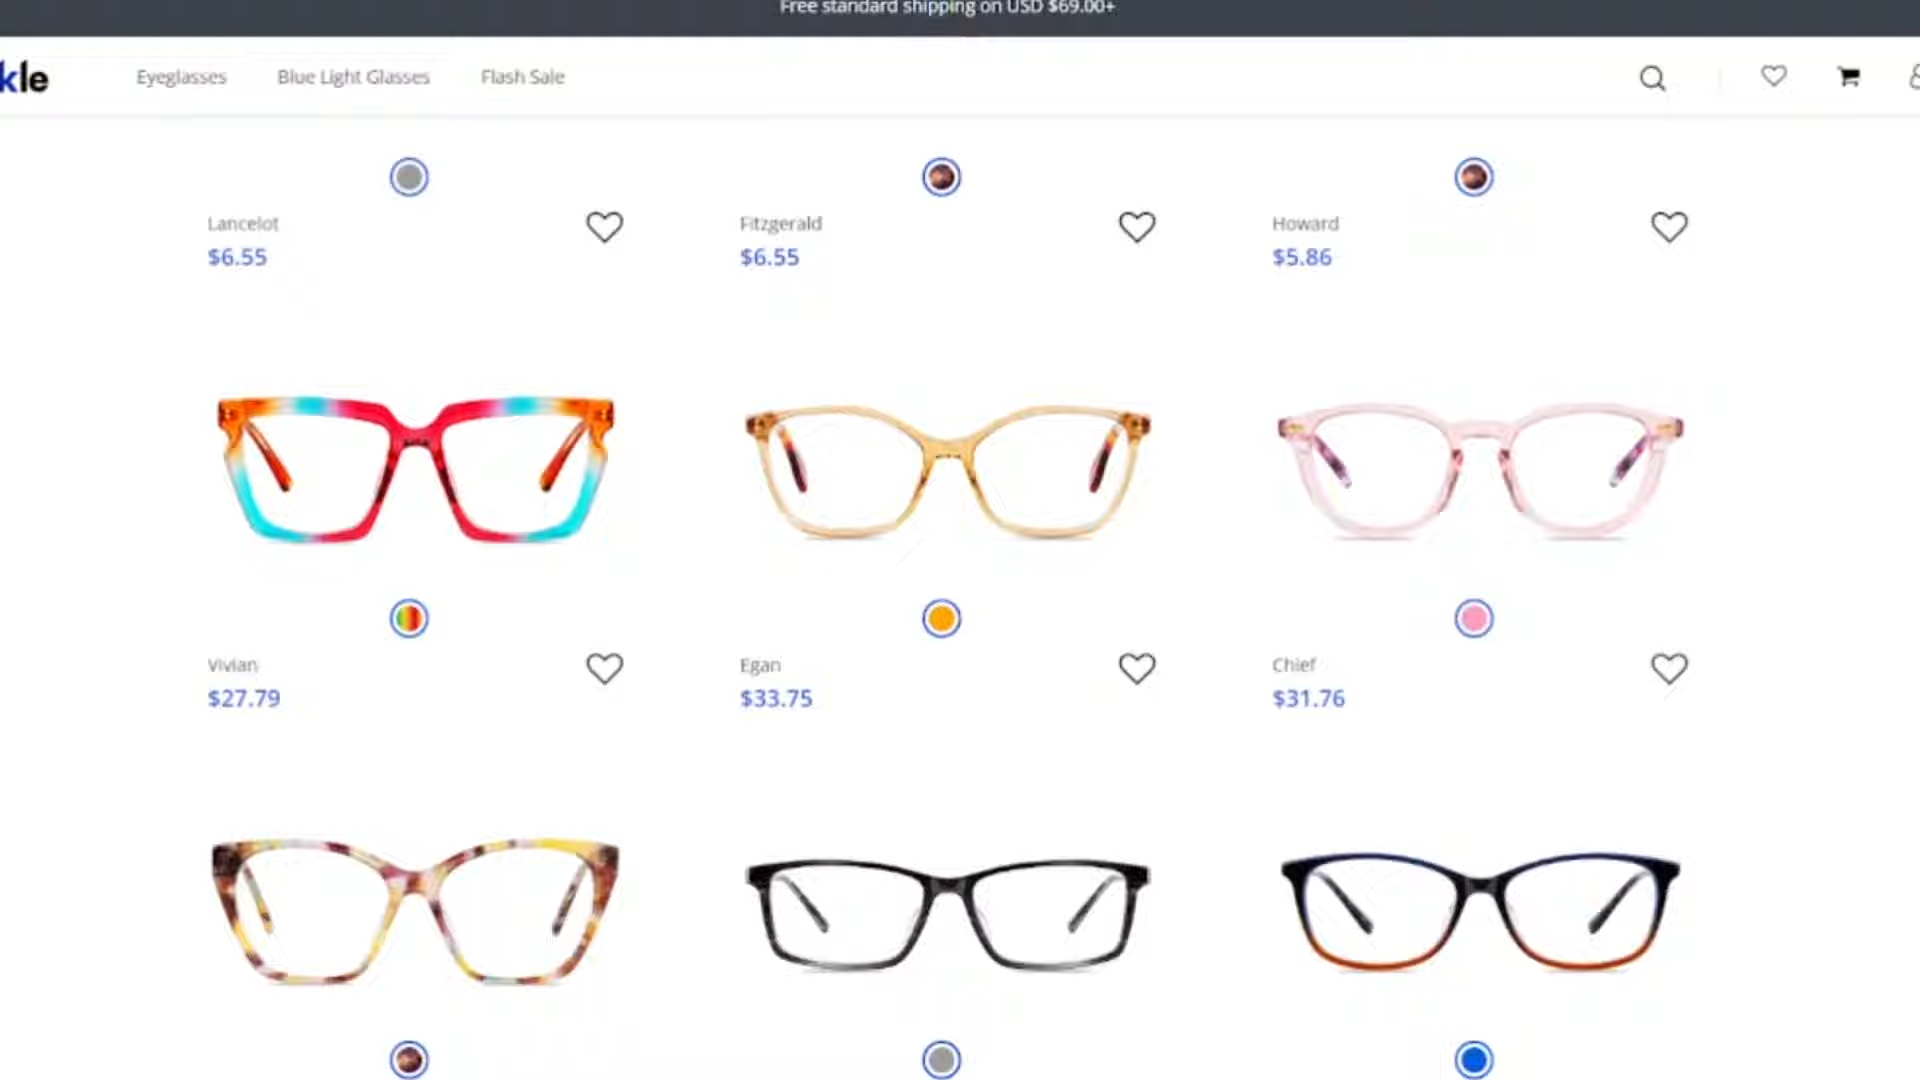 Free standard shipping on USD $69.00+
kle
Eyeglasses
Blue Light Glasses
Flash Sale
Lancelot
$6.55
Fitzgerald
$6.55
Howard
$5.86
Vivian
$27.79
Egan
$33.75
Chief
$31.76